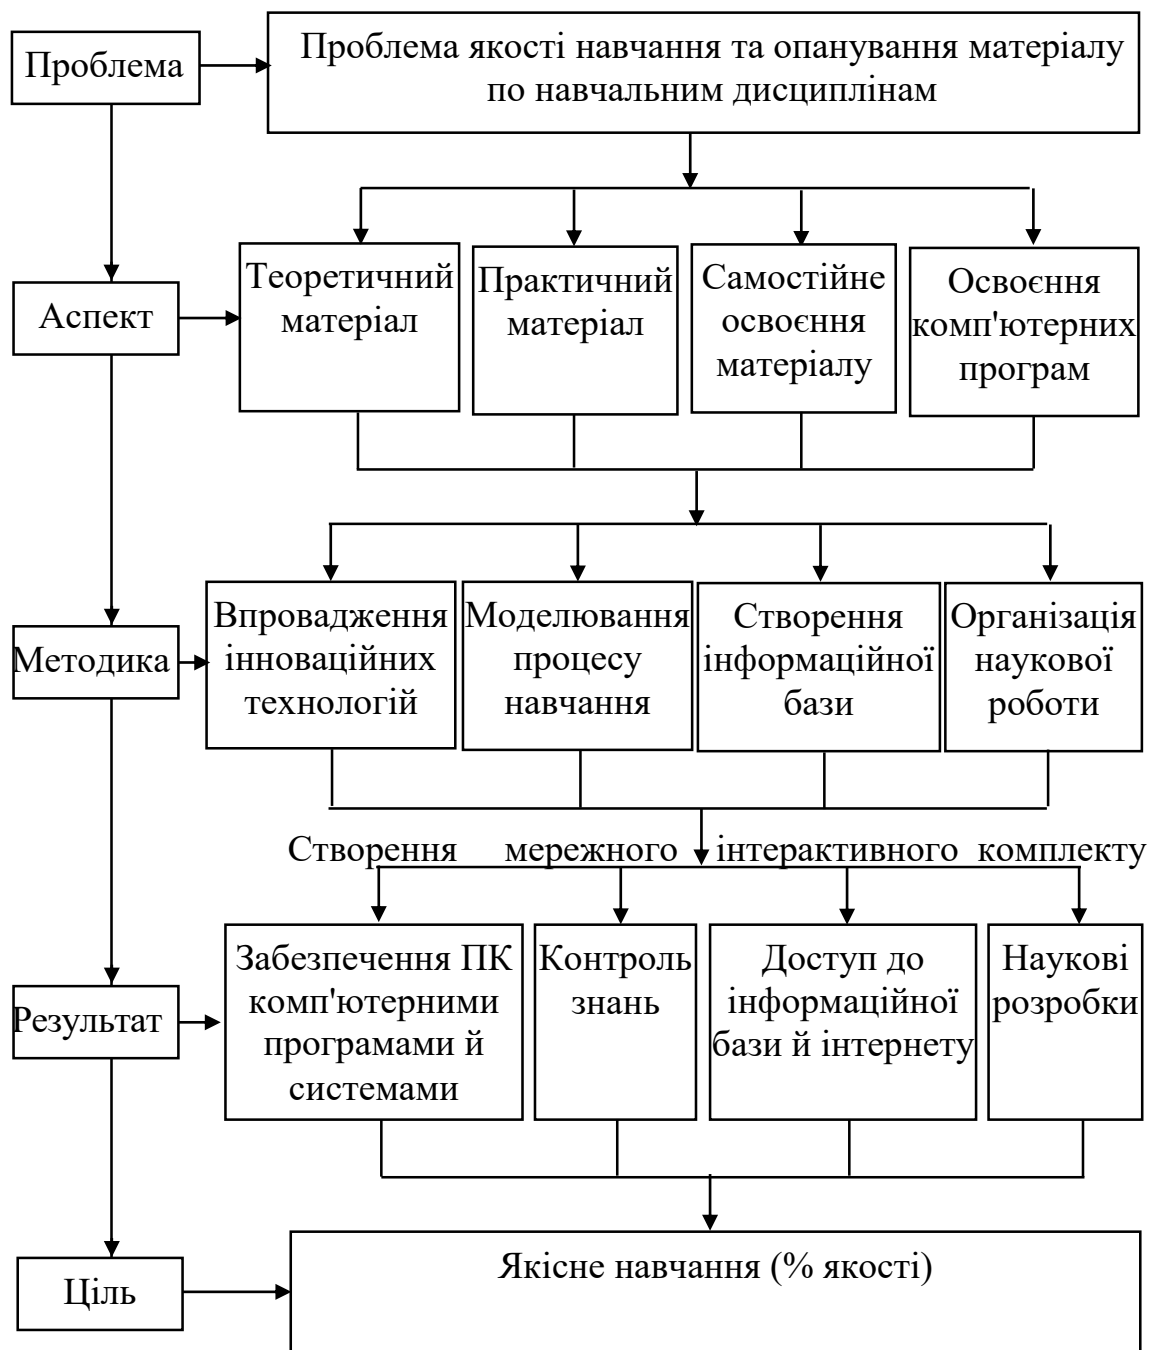 Проблема
Проблема якості навчання та опанування матеріалу
по навчальним дисциплінам
Аспект
Теоретичний
матеріал
Практичний
матеріал
Самостійне
освоєння
матеріалу
Освоєння
комп'ютерних
програм
Методика
Впровадження
інноваційних
технологій
Моделювання
процесу
навчання
Створення
інформаційної
бази
Організація
наукової
роботи
Створення мережного інтерактивного комплекту
Результат
Забезпечення ПК
комп'ютерними
програмами й
системами
Контроль
знань
Доступ до
інформаційної
бази й інтернету
Наукові
розробки
Ціль
Якісне навчання (% якості)